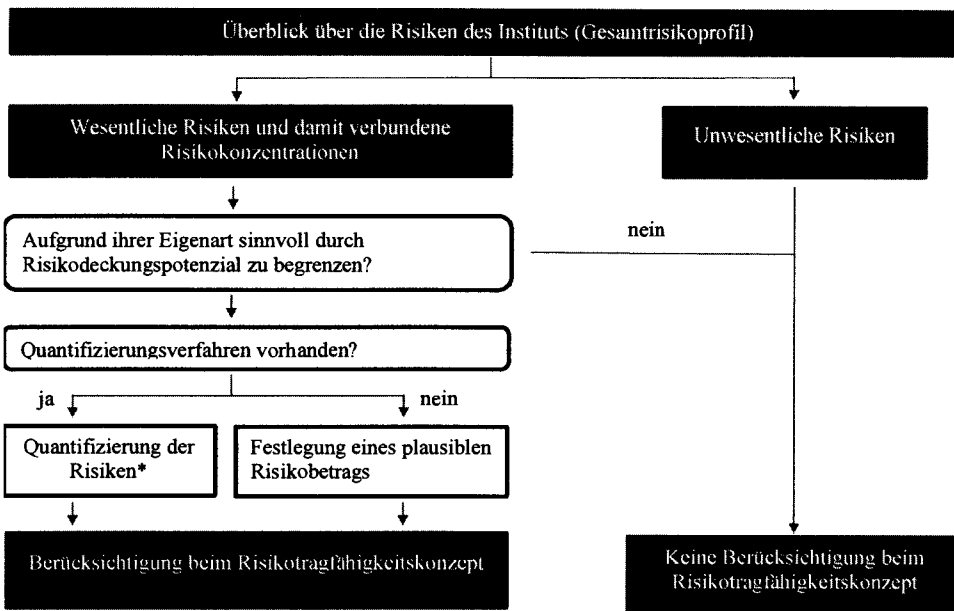 Überblick über die Risiken des Instituts (Gesamtrisikoprofil)
Wesentliche Risiken und damit verbundene
Risikokonzentrationen
Unwesentliche Risiken
Aufgrund ihrer Eigenart sinnvoll durch
Risikodeckungspotenzial zu begrenzen?
nein
Quantifizierungsverfahren vorhanden?
ja
nein
Quantifizierung der
Risiken*
Festlegung eines plausiblen
Risikobetrags
Berücksichtigung beim Risikotragfähigkeitskonzept
Keine Berücksichtigung beim
Risikotragfähigkeitskonzept